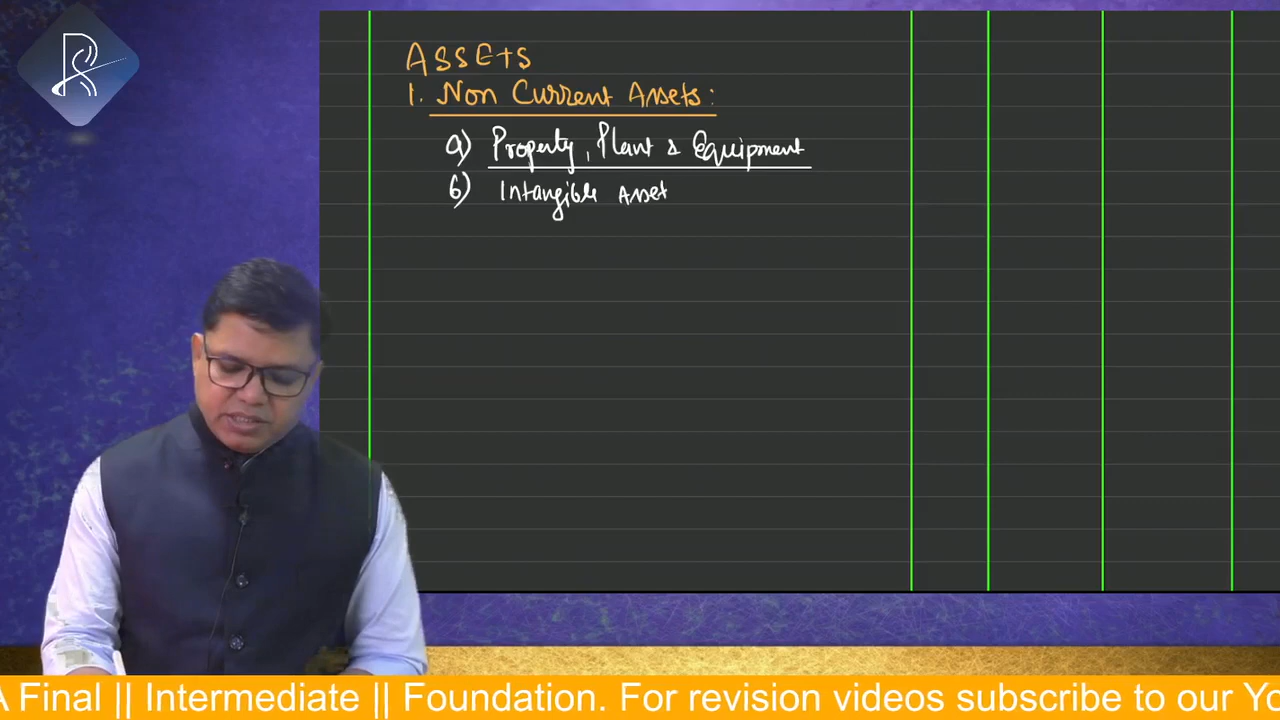 ASSETS
1. Non Current Assets:
a) Property, Plant & Equipment
b) Intangible Asset
A Final || Intermediate || Foundation. For revision videos subscribe to our Yo